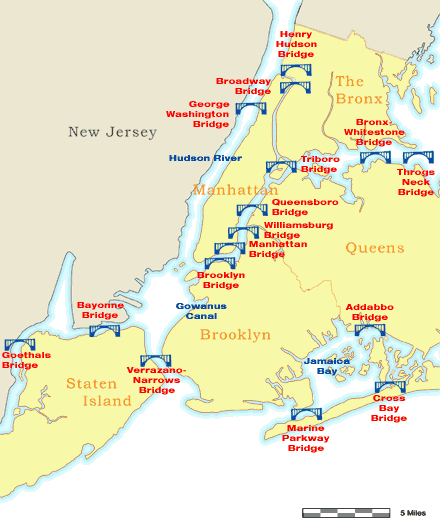 Henry
Hudson
Bridge
Broadway
Bridge
The
Bronx
George
Washington
Bridge
New Jersey
Bronx-
Whitestone
Bridge
Hudson River
Triboro
Bridge
Throgs
Neck
Bridge
Manhattan
Queensboro
Bridge
Williamsburg
Bridge
Manhattan
Bridge
Queens
Brooklyn
Bridge
Bayonne
Bridge
Gowanus
Canal
Addabbo
Bridge
Brooklyn
Goethals
Bridge
Jamaica
Bay
Verrazano-
Narrows
Bridge
Staten
Island
Cross
Bay
Bridge
Marine
Parkway
Bridge
5 Miles